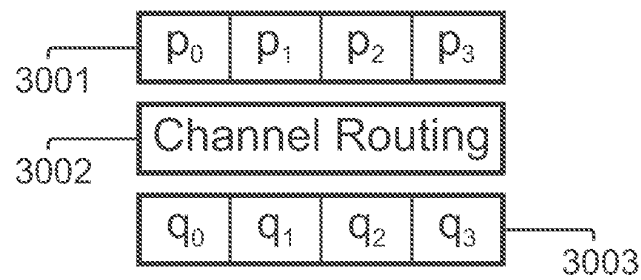 p₀ p₁ p₂ p₃
3001
Channel Routing
3002
q₀ q₁ q₂ q₃
3003